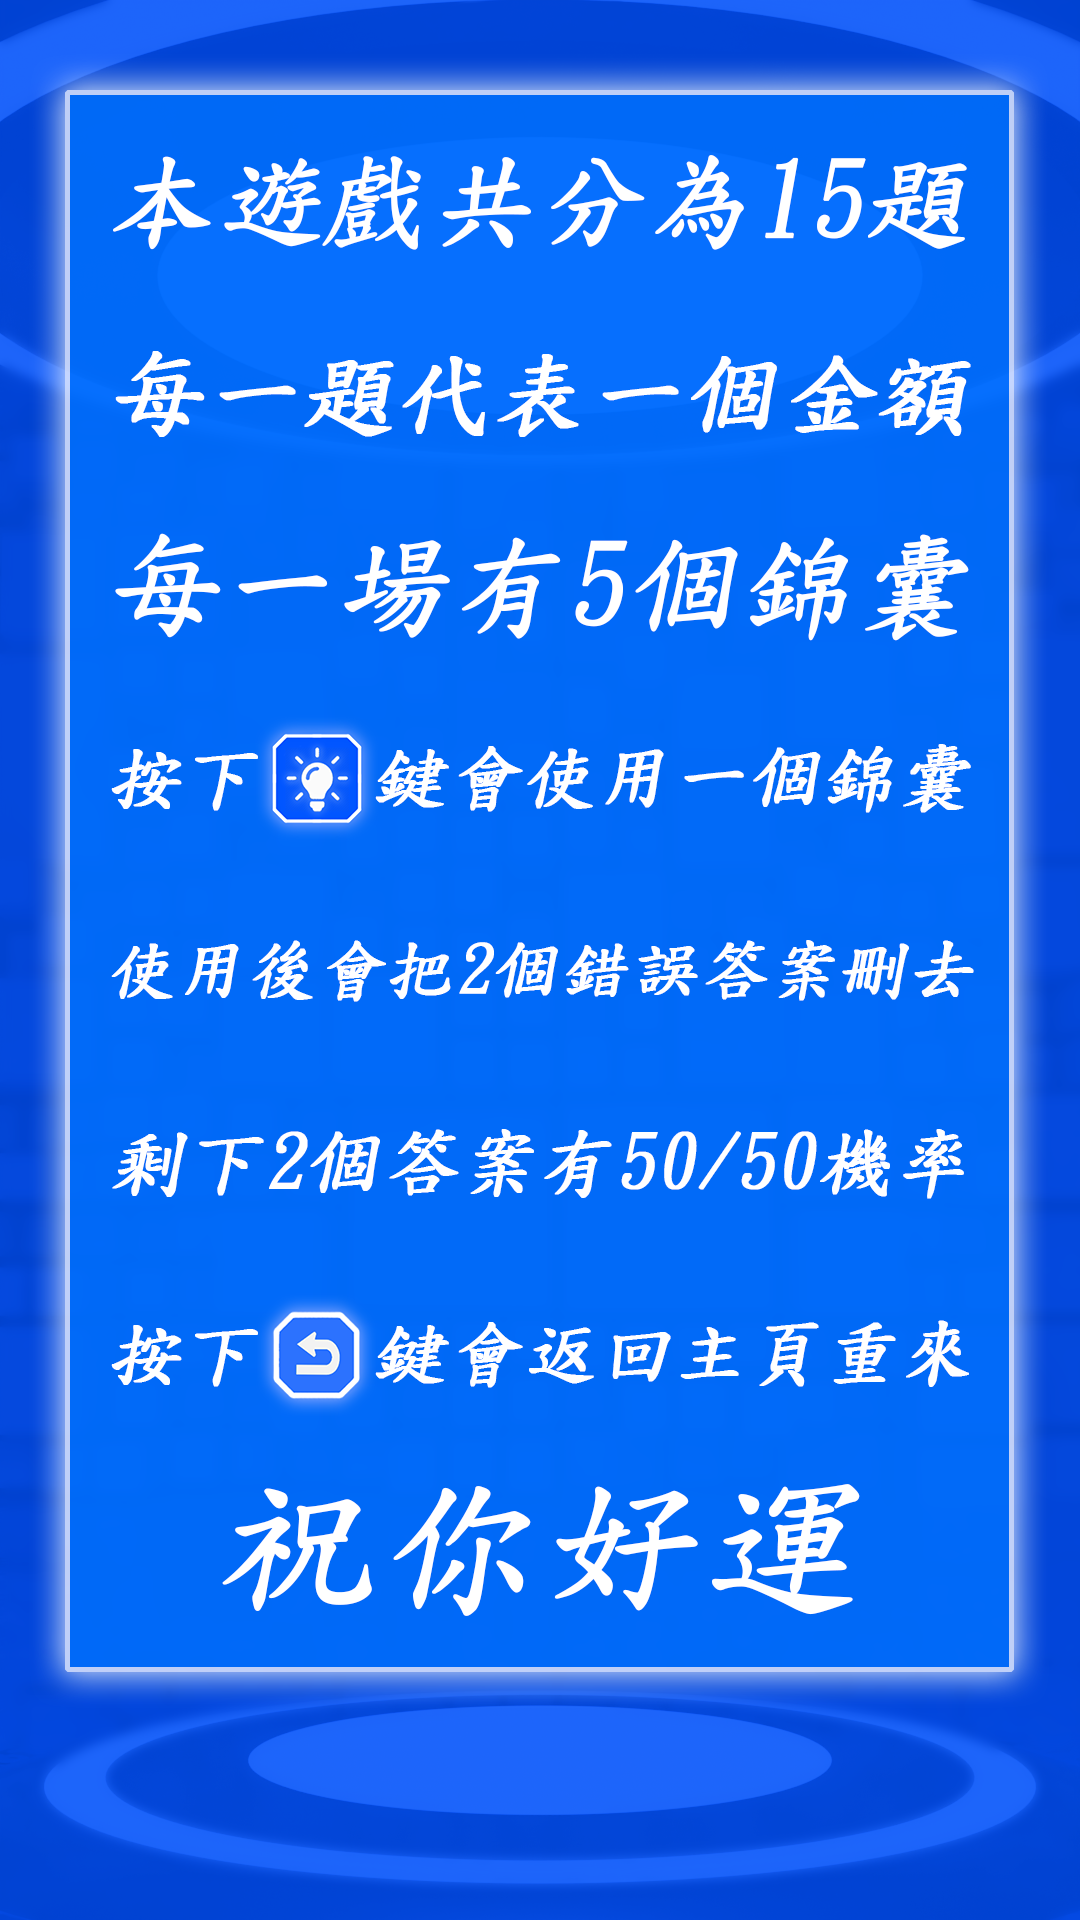 本遊戲共分為15題
每一題代表一個金額
每一場有5個錦囊
按下鍵會使用一個錦囊
使用後會把2個錯誤答案刪去
剩下2個答案有50/50機率
按下鍵會返回主頁重來
祝你好運